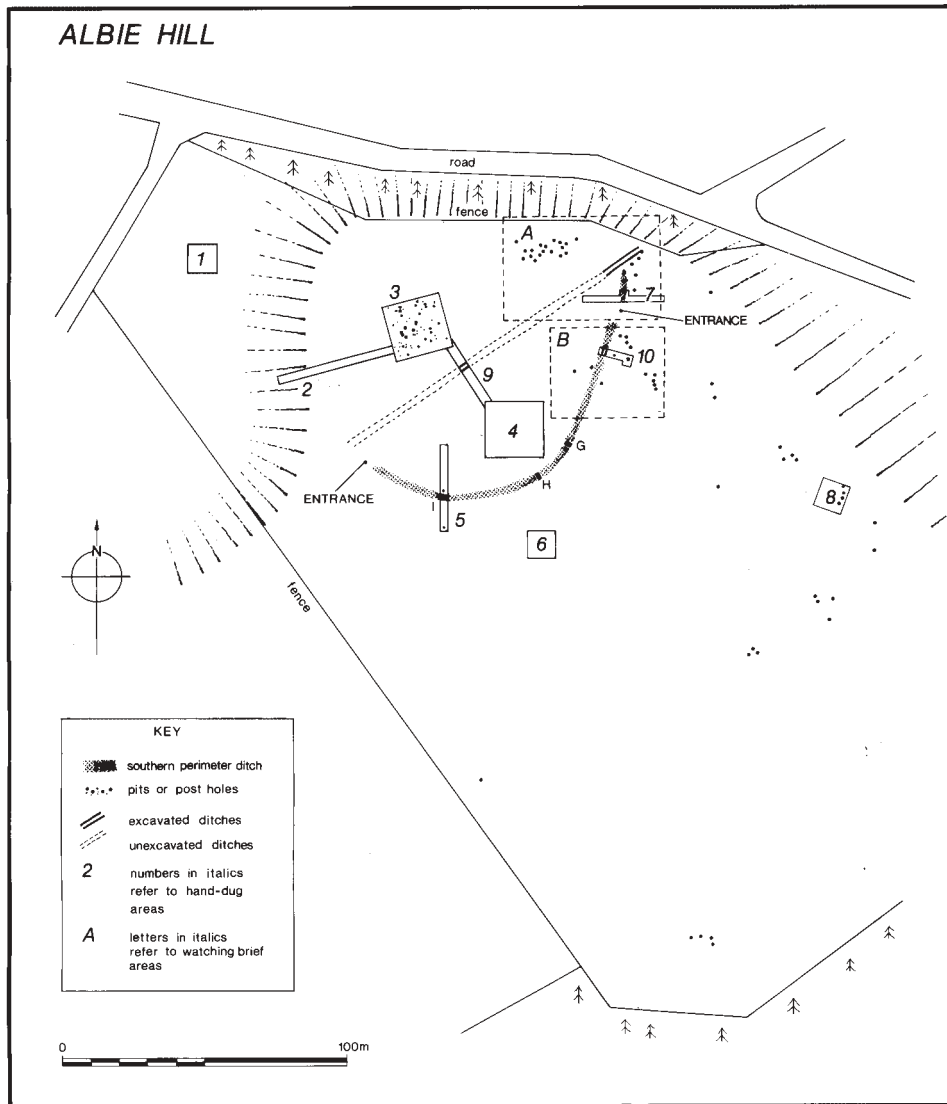 ALBIE HILL
road
fence
A
1
3
7
ENTRANCE
B
10
2
9
4
G
H
ENTRANCE
I
5
8
6
N
fence
KEY
southern perimeter ditch
pits or post holes
excavated ditches
unexcavated ditches
2
numbers in italics
refer to hand-dug
areas
A
letters in italics
refer to watching brief
areas
0
100m